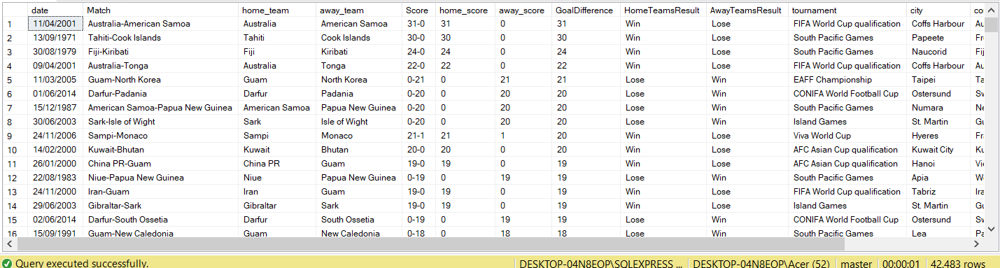 date Match home_team away_team Score home_score away_score GoalDifference HomeTeamsResult AwayTeamsResult tournament city co
1 11/04/2001 Australia-American Samoa Australia American Samoa 31-0 31 0 31 Win Lose FIFA World Cup qualification Coffs Harbour Au
2 13/09/1971 Tahiti-Cook Islands Tahiti Cook Islands 30-0 30 0 30 Win Lose South Pacific Games Papeete Fr
3 30/08/1979 Fiji-Kiribati Fiji Kiribati 24-0 24 0 24 Win Lose South Pacific Games Naucorid Fij
4 09/04/2001 Australia-Tonga Australia Tonga 22-0 22 0 22 Win Lose FIFA World Cup qualification Coffs Harbour Au
5 11/03/2005 Guam-North Korea Guam North Korea 0-21 0 21 21 Lose Win EAFF Championship Taipei Ta
6 01/06/2014 Darfur-Padania Darfur Padania 0-20 0 20 20 Lose Win CONIFA World Football Cup Ostersund Sw
7 15/12/1987 American Samoa-Papua New Guinea American Samoa Papua New Guinea 0-20 0 20 20 Lose Win South Pacific Games Numara Ne
8 30/06/2003 Sark-Isle of Wight Sark Isle of Wight 0-20 0 20 20 Lose Win Island Games St. Martin Gu
9 24/11/2006 Sampi-Monaco Sampi Monaco 21-1 21 1 20 Win Lose Viva World Cup Hyeres Fr
10 14/02/2000 Kuwait-Bhutan Kuwait Bhutan 20-0 20 0 20 Win Lose AFC Asian Cup qualification Kuwait City Ku
11 26/01/2000 China PR-Guam China PR Guam 19-0 19 0 19 Win Lose AFC Asian Cup qualification Hanoi Vie
12 22/08/1983 Niue-Papua New Guinea Niue Papua New Guinea 0-19 0 19 19 Lose Win South Pacific Games Apia W
13 24/11/2000 Iran-Guam Iran Guam 19-0 19 0 19 Win Lose FIFA World Cup qualification Tabriz Ira
14 29/06/2003 Gibraltar-Sark Gibraltar Sark 19-0 19 0 19 Win Lose Island Games St. Martin Gu
15 02/06/2014 Darfur-South Ossetia Darfur South Ossetia 0-19 0 19 19 Lose Win CONIFA World Football Cup Ostersund Sw
16 15/09/1991 Guam-New Caledonia Guam New Caledonia 0-18 0 18 18 Lose Win South Pacific Games Lea Pa
Query executed successfully. DESKTOP-04N8EOP\SQLEXPRESS ... DESKTOP-04N8EOP\Acer (52) master 00:00:01 42,483 rows